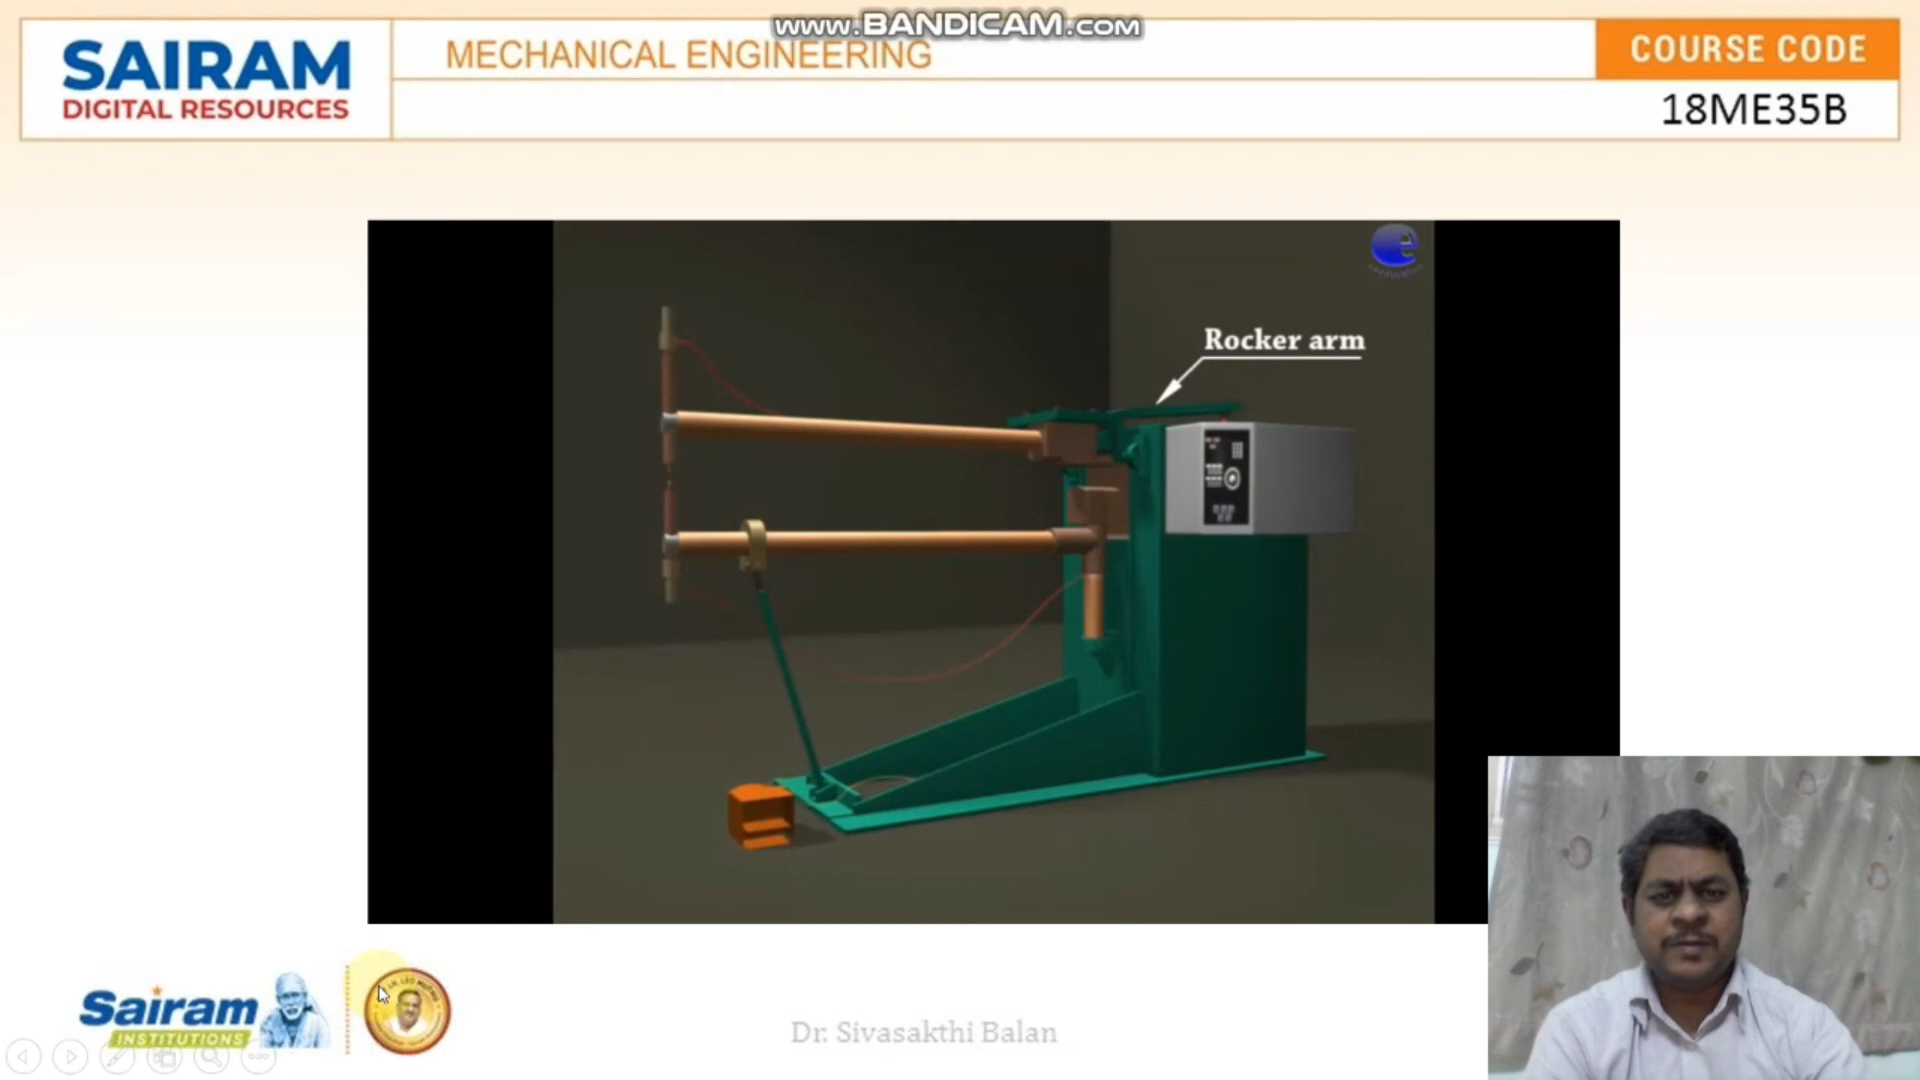 www.BANDICAM.com
SAIRAM
DIGITAL RESOURCES
MECHANICAL ENGINEERING
COURSE CODE
18ME35B
Rocker arm
Sairam
INSTITUTIONS
Dr. Sivasakthi Balan